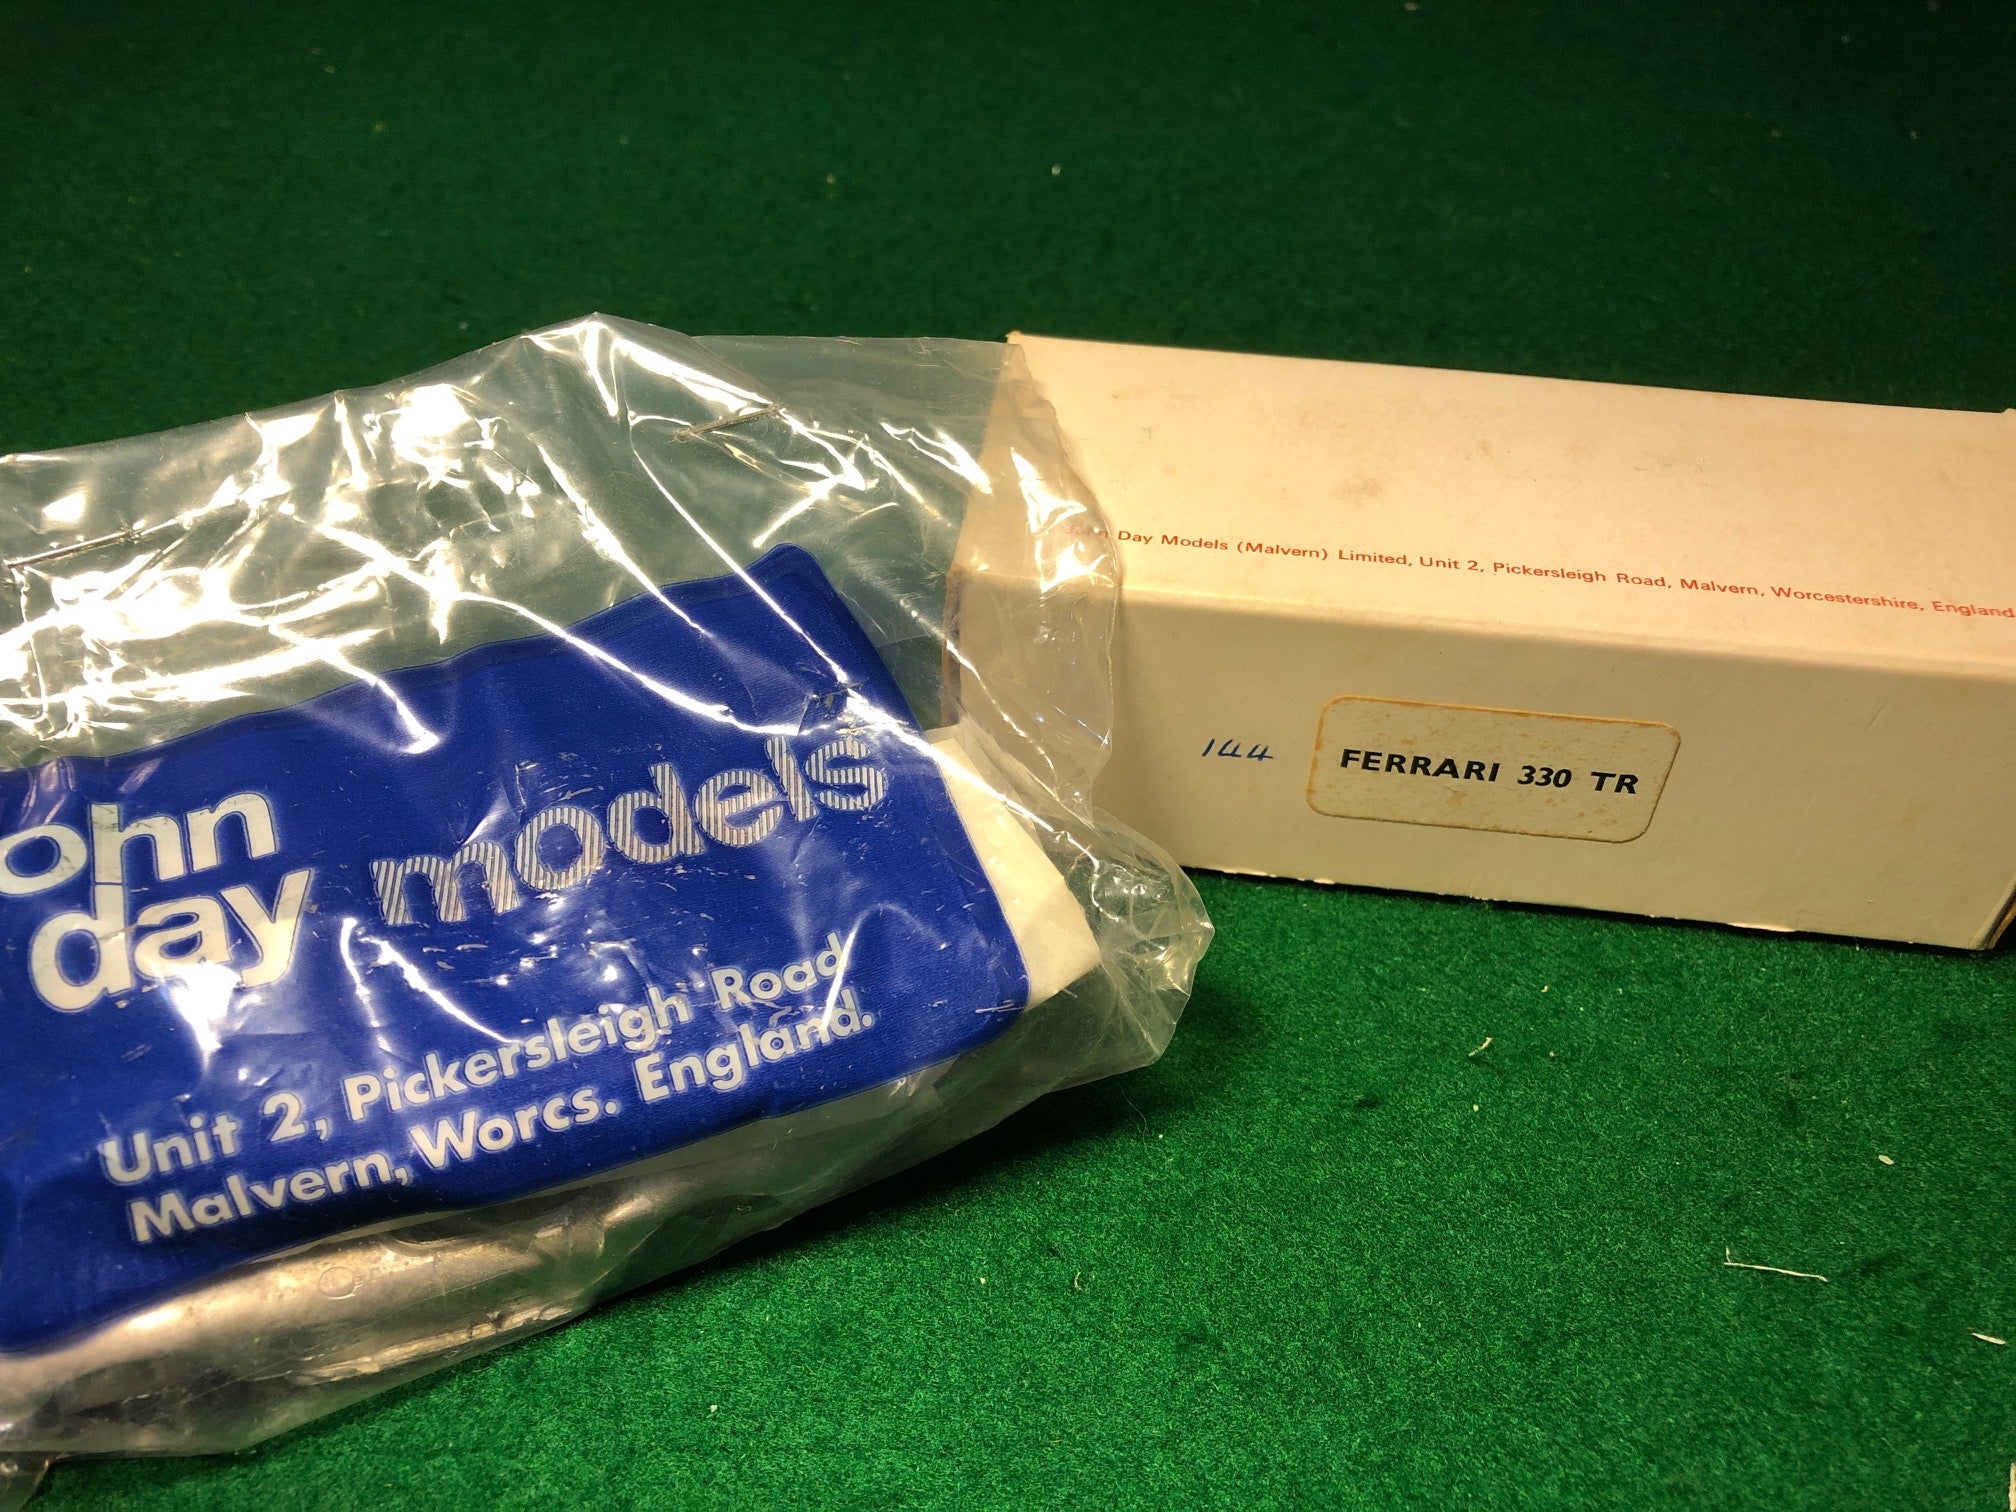 ohn
day models
Unit 2, Pickersleigh Road
Malvern, Worcs. England.
John Day Models (Malvern) Limited, Unit 2, Pickersleigh Road, Malvern, Worcestershire, England
144
FERRARI 330 TR